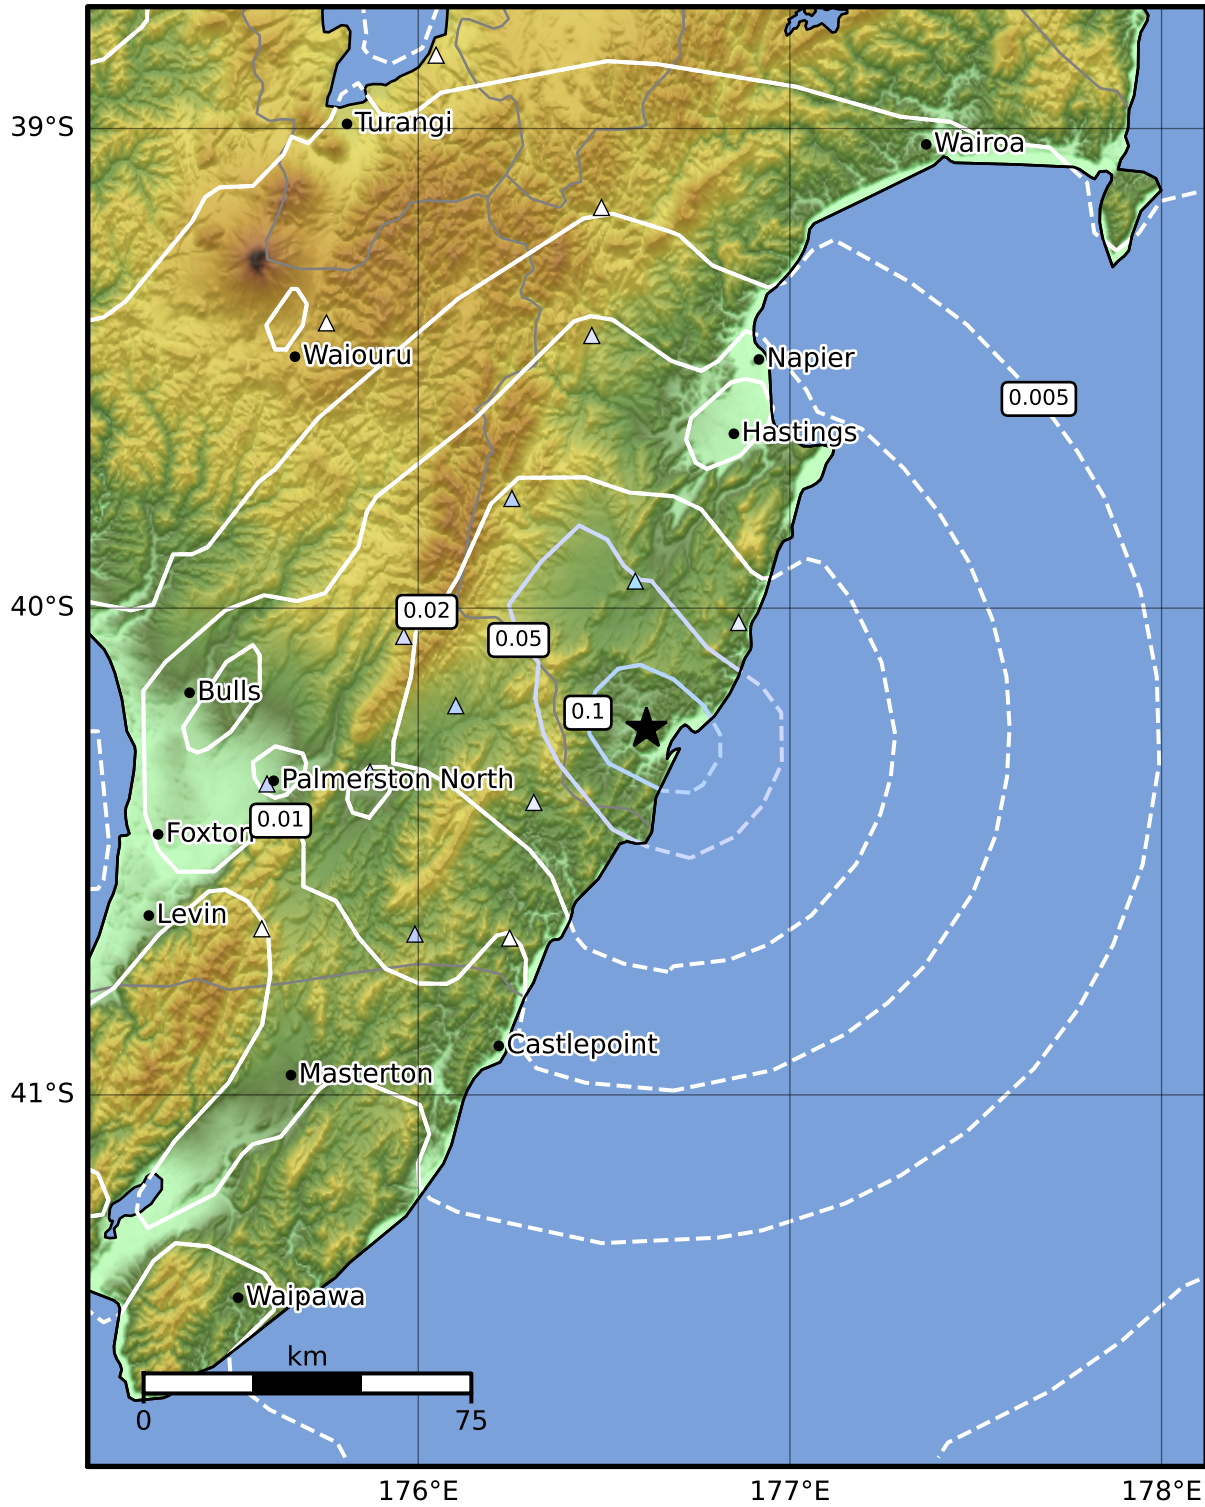 Turangi
39°S
Wairoa
Waiouru
Napier
0.005
Hastings
40°S
0.02
0.05
Bulls
0.1
Palmerston North
0.01
Foxton
Levin
Castlepoint
Masterton
41°S
Waipawa
km
0 75
176°E 177°E 178°E